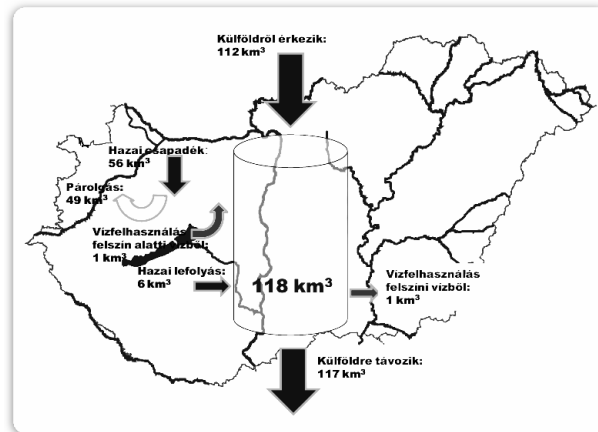 Külföldről érkezik:
112 km³
Hazai csapadék:
56 km³
Párolgás:
49 km³
Vízfelhasználás
felszín alatti vízből:
1 km³
Hazai lefolyás:
6 km³
118 km³
Vízfelhasználás
felszíni vízből:
1 km³
Külföldre távozik:
117 km³